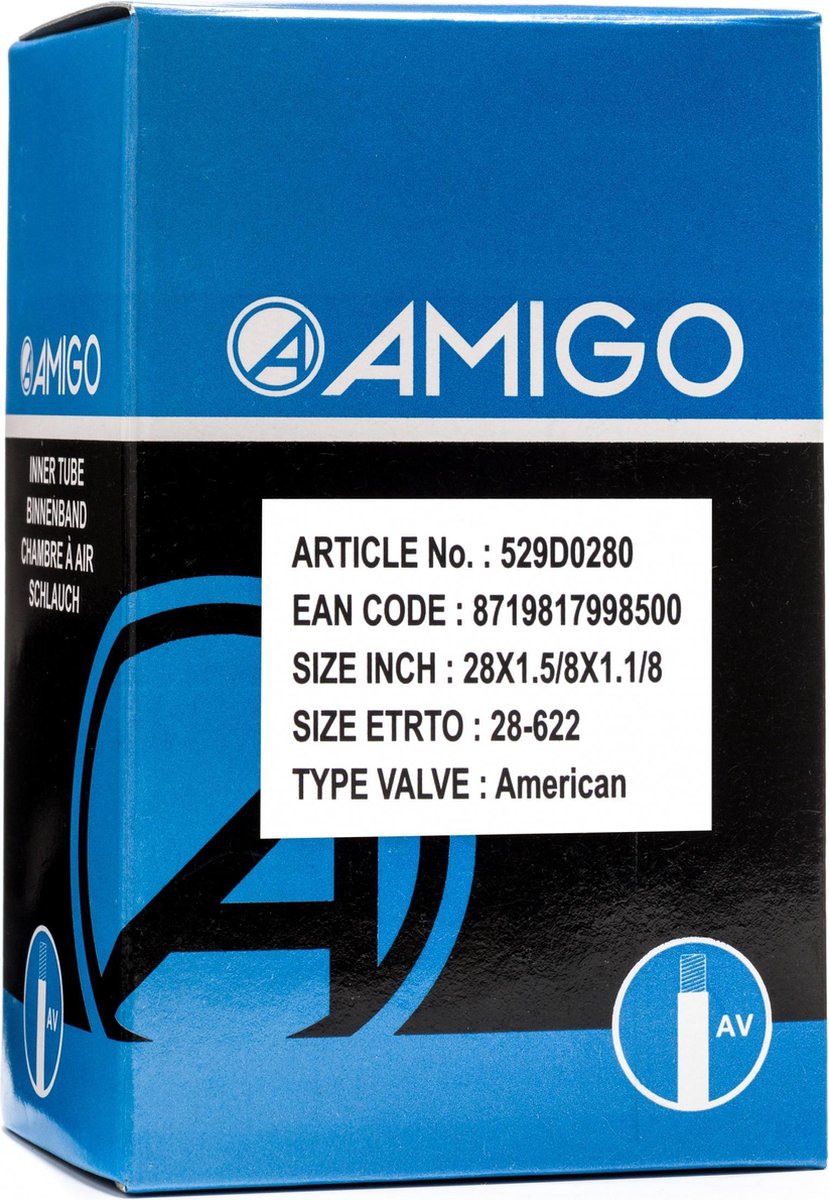 AMIGO
INNER TUBE
BINNENBAND
CHAMBRE À AIR
SCHLAUCH
AV
AMIGO
ARTICLE No. : 529D0280
EAN CODE : 8719817998500
SIZE INCH : 28X1.5/8X1.1/8
SIZE ETRTO : 28-622
TYPE VALVE : American
AV